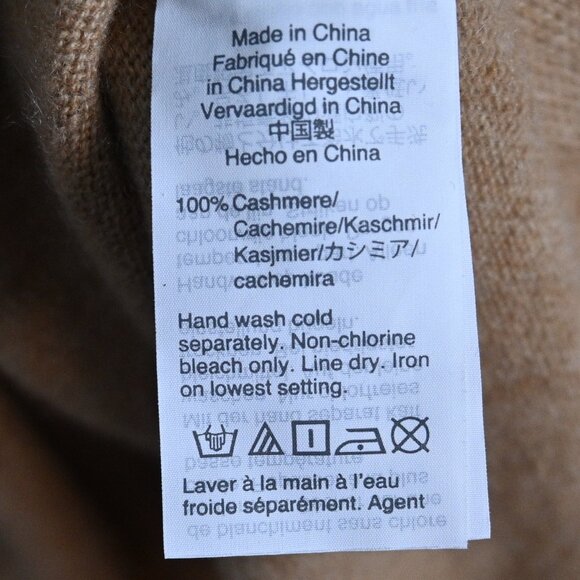 Made in China
Fabriqué en Chine
in China Hergestellt
Vervaardigd in China
中国製
Hecho en China
100% Cashmere/
Cachemire/Kaschmir/
Kasjmier/カシミア/
cachemira
Hand wash cold
separately. Non-chlorine
bleach only. Line dry. Iron
on lowest setting.
Laver à la main à l'eau
froide séparément. Agent